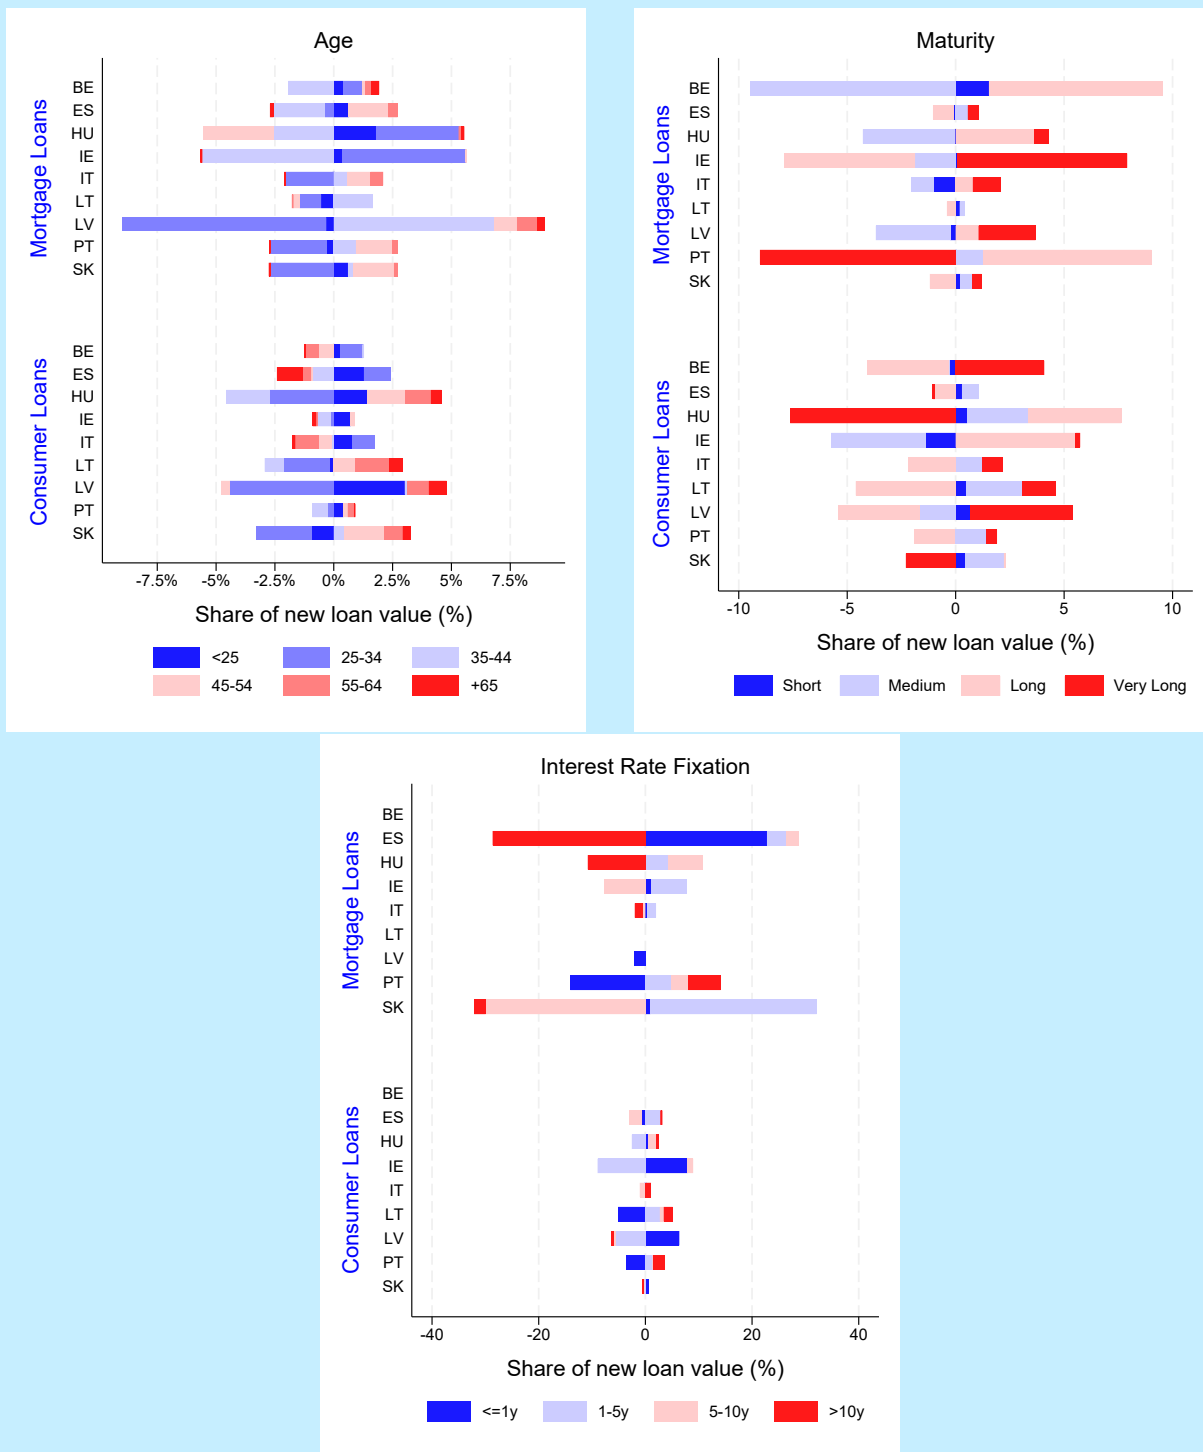 Age
Mortgage Loans
BE
ES
HU
IE
IT
LT
LV
PT
SK
Consumer Loans
BE
ES
HU
IE
IT
LT
LV
PT
SK
-7.5% -5% -2.5% 0% 2.5% 5% 7.5%
Share of new loan value (%)
<25 25-34 35-44
45-54 55-64 +65
Maturity
Mortgage Loans
BE
ES
HU
IE
IT
LT
LV
PT
SK
Consumer Loans
BE
ES
HU
IE
IT
LT
LV
PT
SK
-10 -5 0 5 10
Share of new loan value (%)
Short Medium Long Very Long
Interest Rate Fixation
Mortgage Loans
BE
ES
HU
IE
IT
LT
LV
PT
SK
Consumer Loans
BE
ES
HU
IE
IT
LT
LV
PT
SK
-40 -20 0 20 40
Share of new loan value (%)
<=1y 1-5y 5-10y >10y